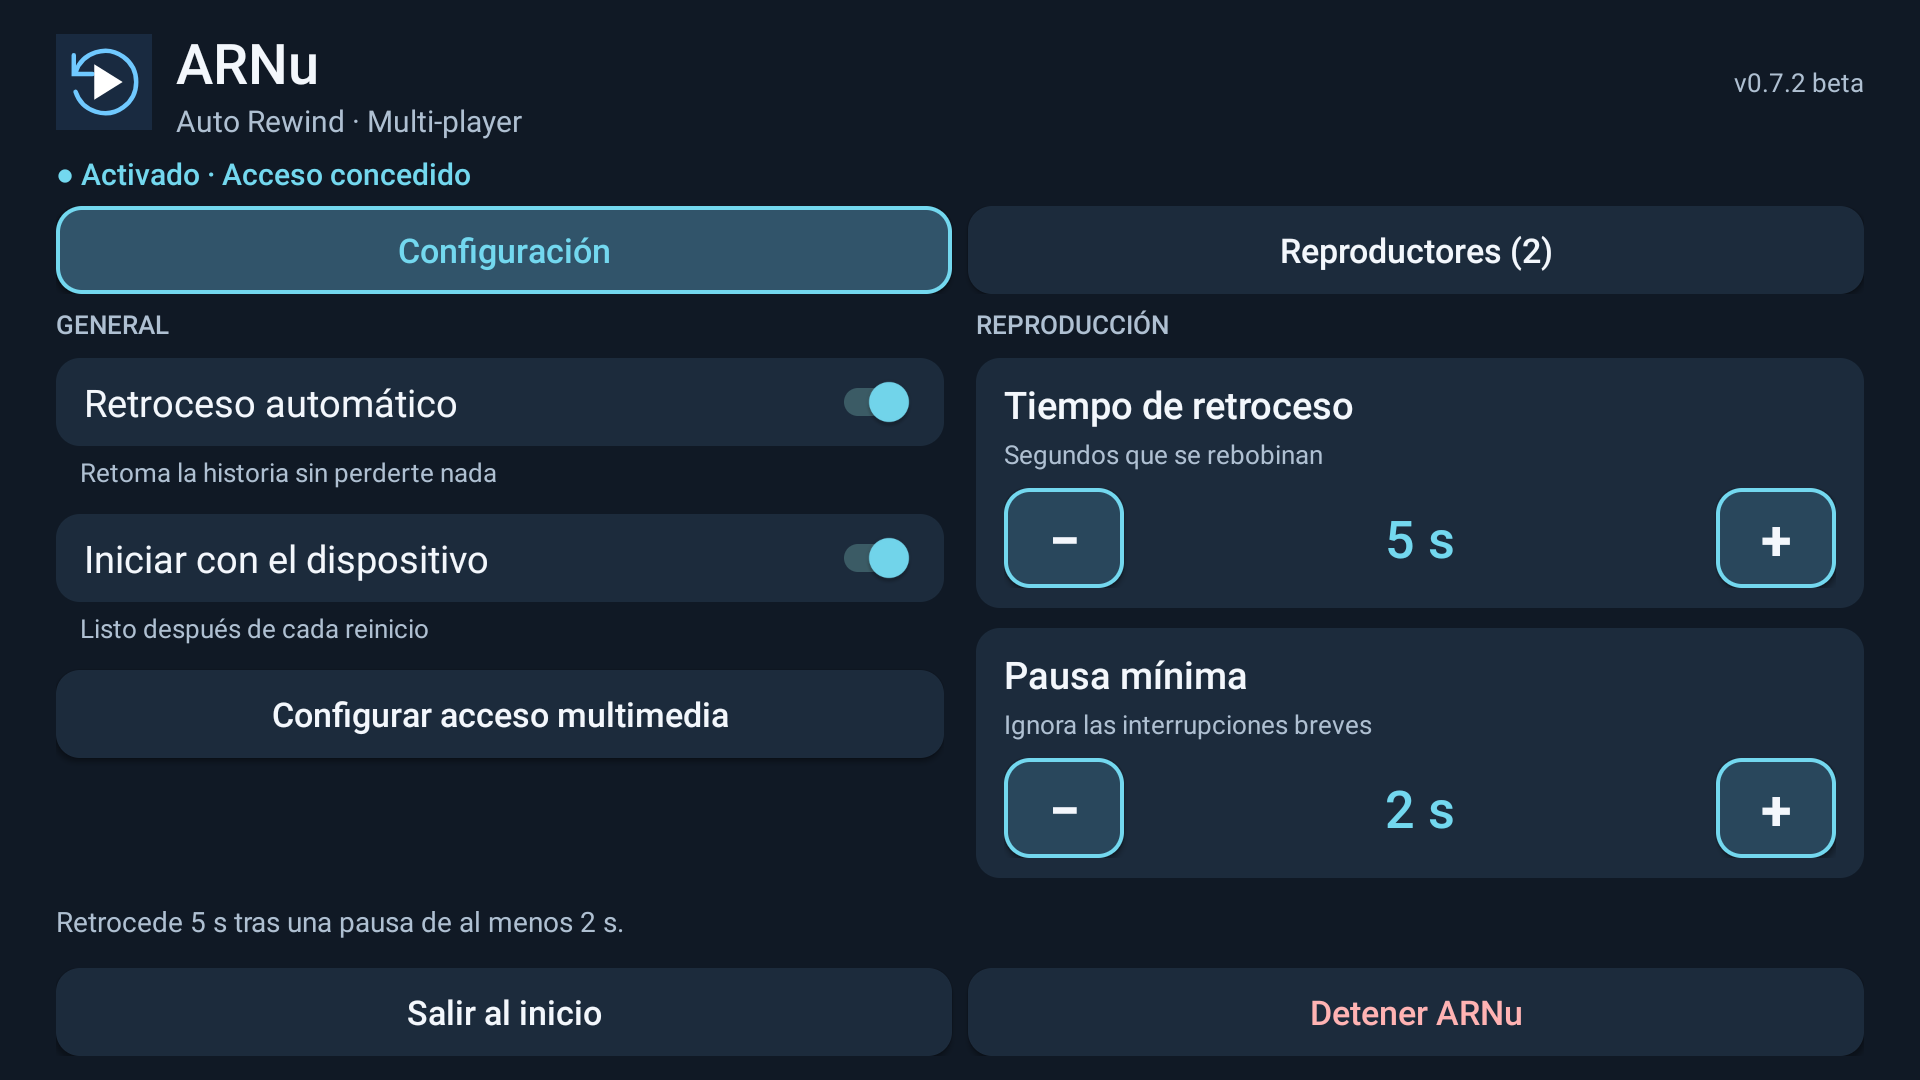 ARNu
Auto Rewind · Multi-player
v0.7.2 beta
● Activado · Acceso concedido
Configuración
Reproductores (2)
GENERAL
Retroceso automático
Retoma la historia sin perderte nada
Iniciar con el dispositivo
Listo después de cada reinicio
Configurar acceso multimedia
REPRODUCCIÓN
Tiempo de retroceso
Segundos que se rebobinan
− 5 s +
Pausa mínima
Ignora las interrupciones breves
− 2 s +
Retrocede 5 s tras una pausa de al menos 2 s.
Salir al inicio
Detener ARNu